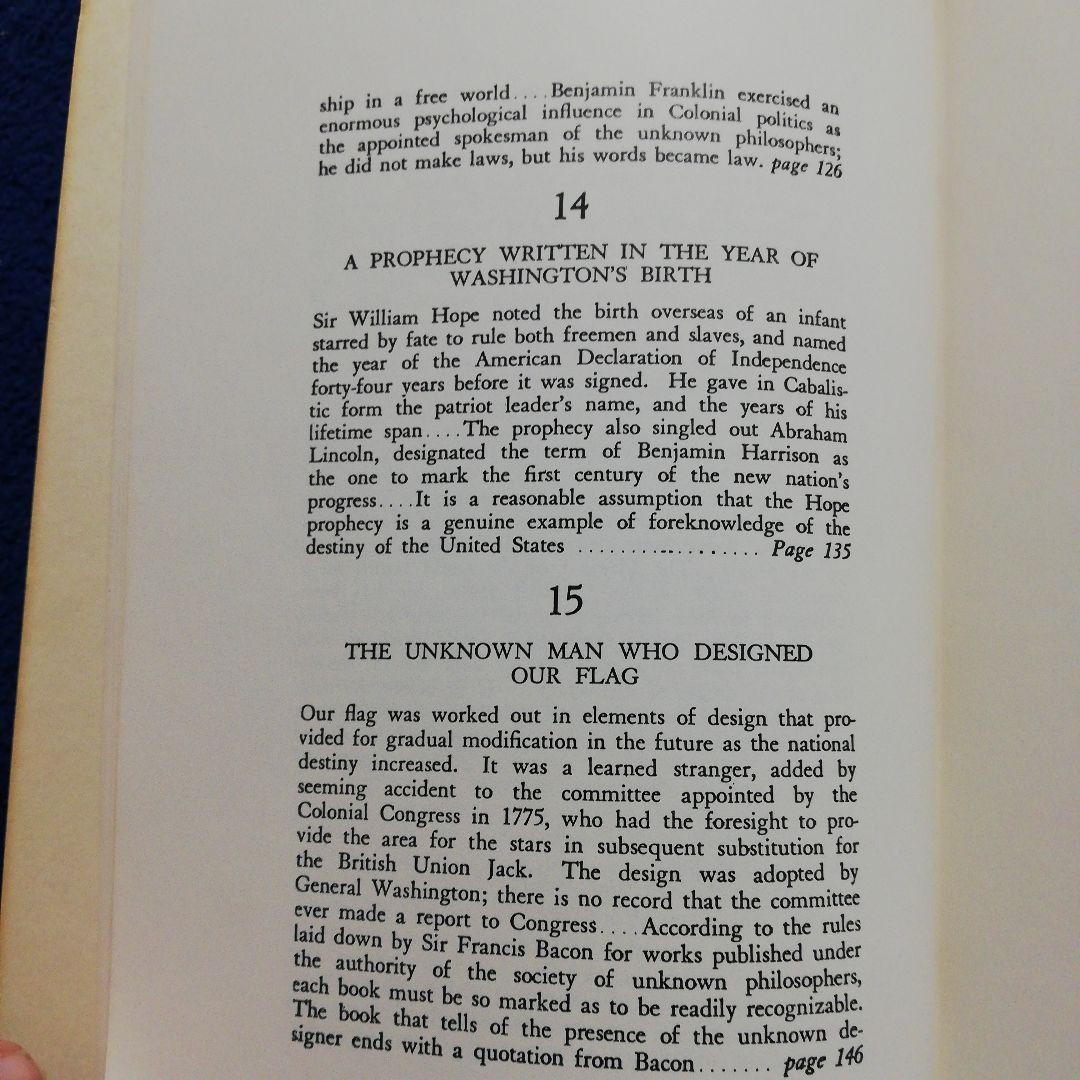 ship in a free world....Benjamin Franklin exercised an
enormous psychological influence in Colonial politics as
the appointed spokesman of the unknown philosophers;
he did not make laws, but his words became law. page 126
14
A PROPHECY WRITTEN IN THE YEAR OF
WASHINGTON'S BIRTH
Sir William Hope noted the birth overseas of an infant
starred by fate to rule both freemen and slaves, and named
the year of the American Declaration of Independence
forty-four years before it was signed. He gave in Cabalis-
tic form the patriot leader's name, and the years of his
lifetime span....The prophecy also singled out Abraham
Lincoln, designated the term of Benjamin Harrison as
the one to mark the first century of the new nation's
progress....It is a reasonable assumption that the Hope
prophecy is a genuine example of foreknowledge of the
destiny of the United States ................... Page 135
15
THE UNKNOWN MAN WHO DESIGNED
OUR FLAG
Our flag was worked out in elements of design that pro-
vided for gradual modification in the future as the national
destiny increased. It was a learned stranger, added by
seeming accident to the committee appointed by the
Colonial Congress in 1775, who had the foresight to pro-
vide the area for the stars in subsequent substitution for
the British Union Jack. The design was adopted by
General Washington; there is no record that the committee
ever made a report to Congress....According to the rules
laid down by Sir Francis Bacon for works published under
the authority of the society of unknown philosophers,
each book must be so marked as to be readily recognizable.
The book that tells of the presence of the unknown de-
signer ends with a quotation from Bacon....... page 146